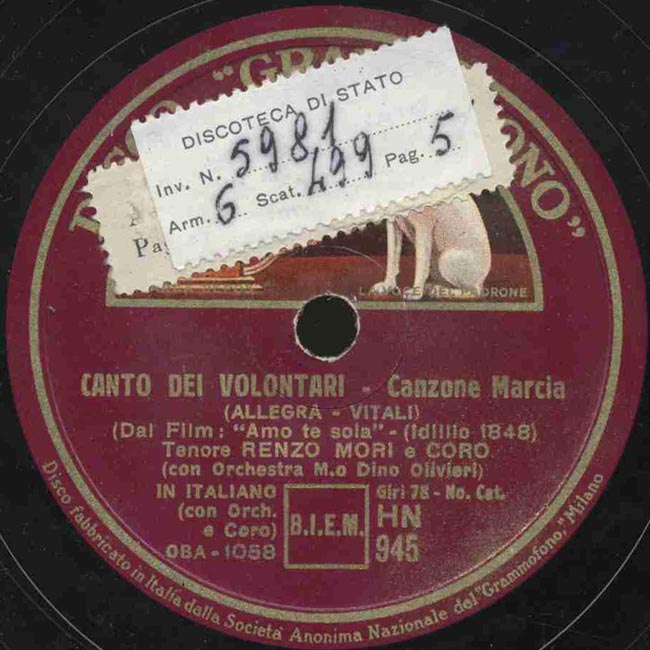 DISCO "GRAMMOFONO"
DISCOTECA DI STATO
Inv. N. 5981
Arm. 6 Scat. 499 Pag. 5
LA VOCE DEL PADRONE
CANTO DEI VOLONTARI - Canzone Marcia
(ALLEGRA - VITALI)
(Dal Film: "Amo te sola" - (Idillio 1848)
Tenore RENZO MORI e CORO
(con Orchestra M.o Dino Olivieri)
IN ITALIANO
(con Orch.
e Coro)
OBA-1058
B.I.E.M.
Giri 78 - No. Cat.
HN
945
Disco fabbricato in Italia dalla Società Anonima Nazionale del "Grammofono," Milano